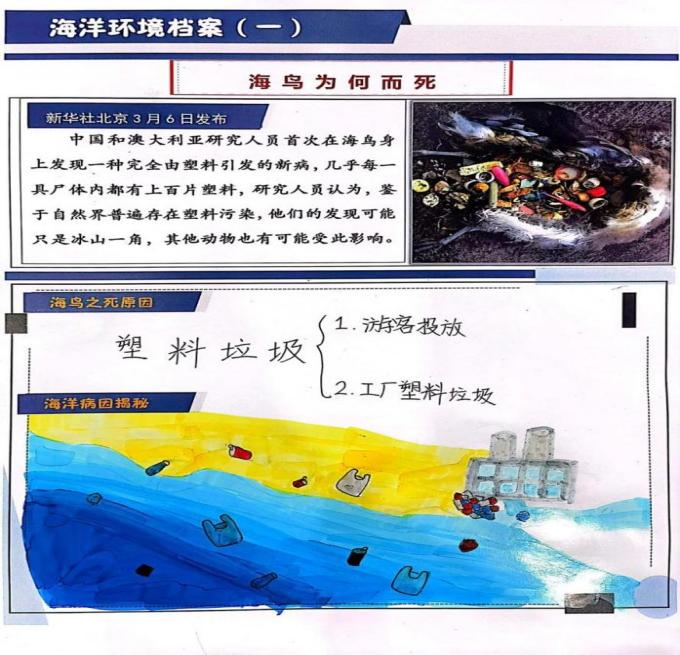 海洋环境档案（一）
海鸟为何而死
新华社北京3月6日发布
中国和澳大利亚研究人员首次在海鸟身
上发现一种完全由塑料引发的新病，几乎每一
具尸体内都有上百片塑料，研究人员认为，鉴
于自然界普遍存在塑料污染，他们的发现可能
只是冰山一角，其他动物也有可能受此影响。
海鸟之死原因
塑料垃圾
1.游客投放
2.工厂塑料垃圾
海洋病因揭秘